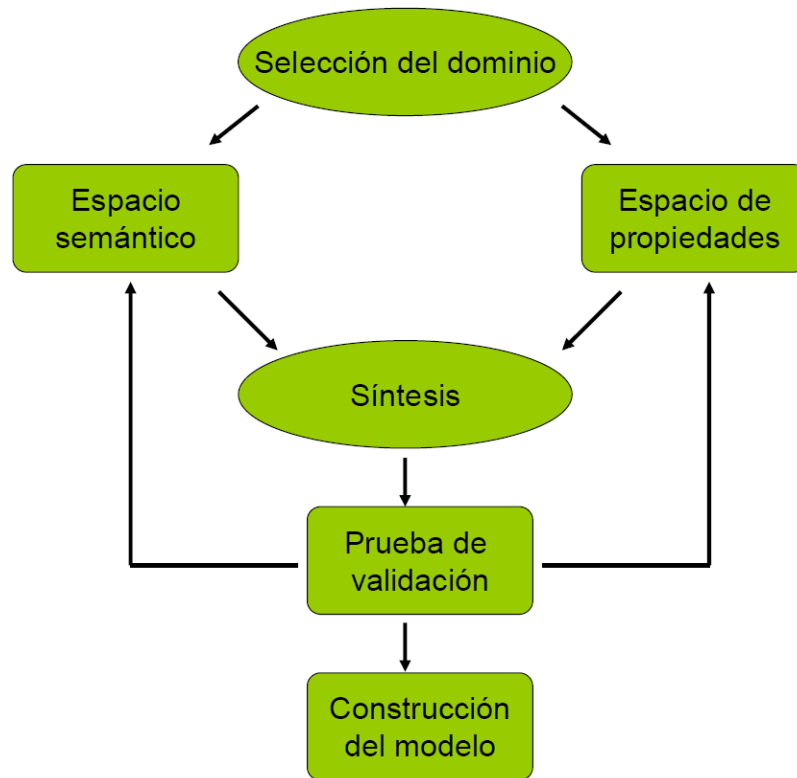 Selección del dominio
Espacio
semántico
Espacio de
propiedades
Síntesis
Prueba de
validación
Construcción
del modelo